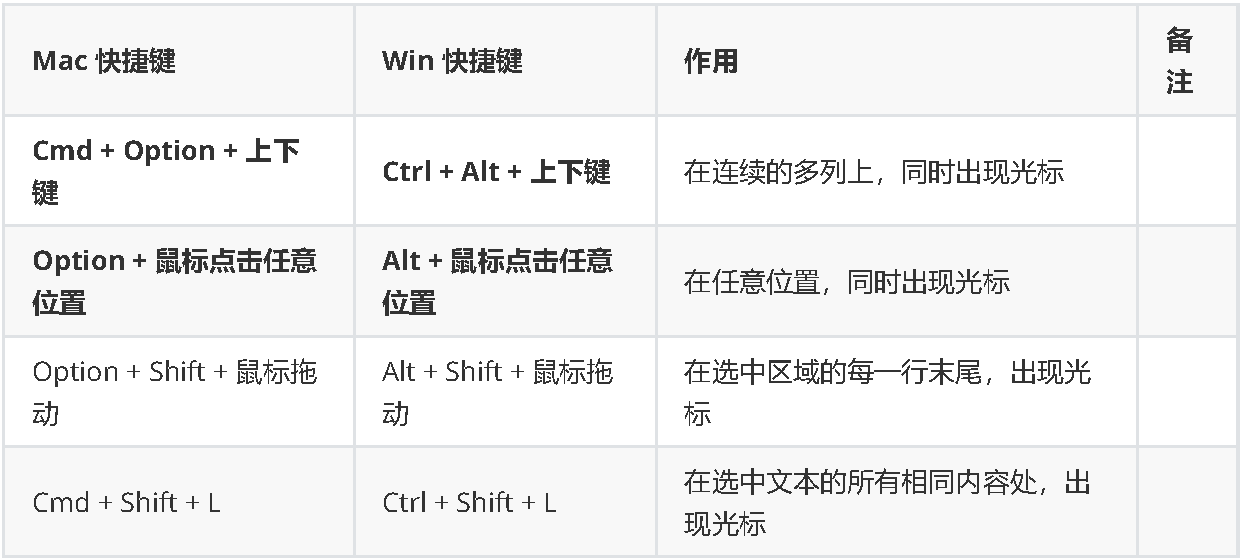 Mac 快捷键
Win 快捷键
作用
备
注
Cmd + Option + 上下
键
Ctrl + Alt + 上下键
在连续的多列上，同时出现光标
Option + 鼠标点击任意
位置
Alt + 鼠标点击任意
位置
在任意位置，同时出现光标
Option + Shift + 鼠标拖
动
Alt + Shift + 鼠标拖
动
在选中区域的每一行末尾，出现光
标
Cmd + Shift + L
Ctrl + Shift + L
在选中文本的所有相同内容处，出
现光标